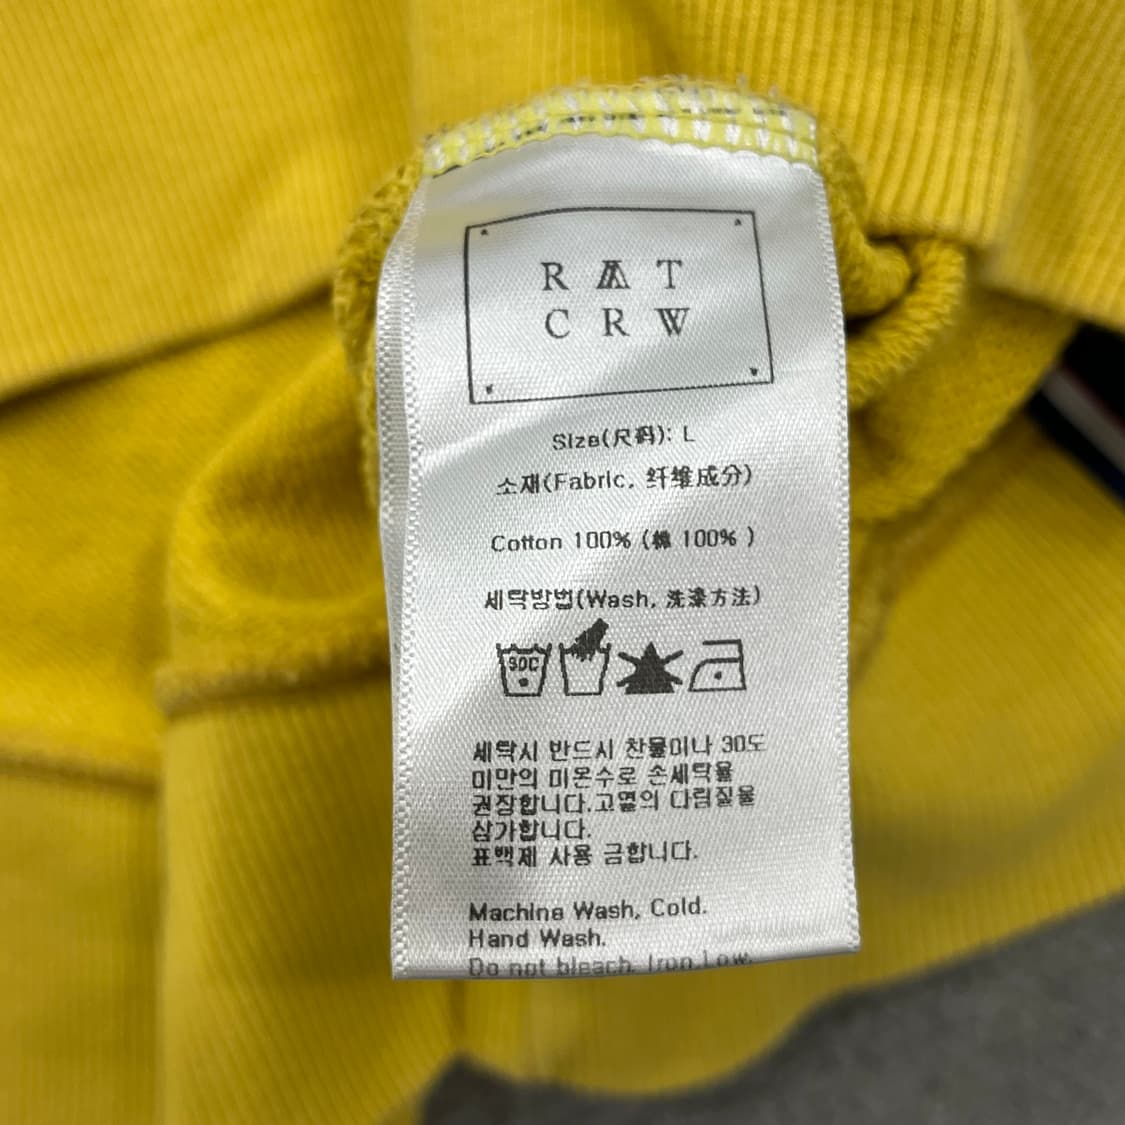 RAT
CRW
Size(尺码): L
소재(Fabric, 纤维成分)
Cotton 100% (棉 100% )
세탁방법(Wash, 洗涤方法)
30C
세탁시 반드시 찬물이나 30도
미만의 미온수로 손세탁을
권장합니다.고열의 다림질을
삼가합니다.
표백제 사용 금합니다.
Machine Wash, Cold.
Hand Wash.
Do not bleach. Iron Low.